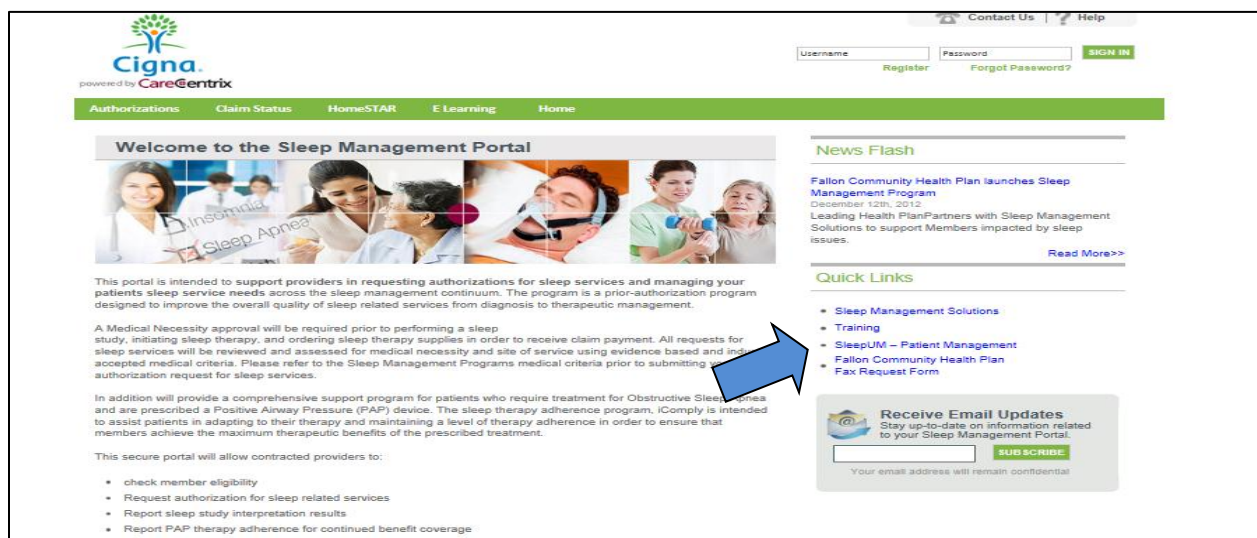 Contact Us | ? Help
Cigna.
powered by CareCentrix
Username
Password
SIGN IN
Register
Forgot Password?
Authorizations
Claim Status
HomeSTAR
E Learning
Home
Welcome to the Sleep Management Portal
Insomnia
Sleep Apnea
This portal is intended to support providers in requesting authorizations for sleep services and managing your
patients sleep service needs across the sleep management continuum. The program is a prior-authorization program
designed to improve the overall quality of sleep related services from diagnosis to therapeutic management.
A Medical Necessity approval will be required prior to performing a sleep
study, initiating sleep therapy, and ordering sleep therapy supplies in order to receive claim payment. All requests for
sleep services will be reviewed and assessed for medical necessity and site of service using evidence based and
accepted medical criteria. Please refer to the Sleep Management Programs medical criteria prior to submitting
authorization request for sleep services.
In addition will provide a comprehensive support program for patients who require treatment for Obstructive Sleep Apnea
and are prescribed a Positive Airway Pressure (PAP) device. The sleep therapy adherence program, iComply is intended
to assist patients in adapting to their therapy and maintaining a level of therapy adherence in order to ensure that
members achieve the maximum therapeutic benefits of the prescribed treatment.
This secure portal will allow contracted providers to:
• check member eligibility
• Request authorization for sleep related services
• Report sleep study interpretation results
• Report PAP therapy adherence for continued benefit coverage
News Flash
Fallon Community Health Plan launches Sleep
Management Program
December 12th, 2012
Leading Health PlanPartners with Sleep Management
Solutions to support Members impacted by sleep
issues.
Read More>>
Quick Links
• Sleep Management Solutions
• Training
• SleepUM – Patient Management
• Fallon Community Health Plan
Fax Request Form
Receive Email Updates
Stay up-to-date on information related
to your Sleep Management Portal.
SUBSCRIBE
Your email address will remain confidential